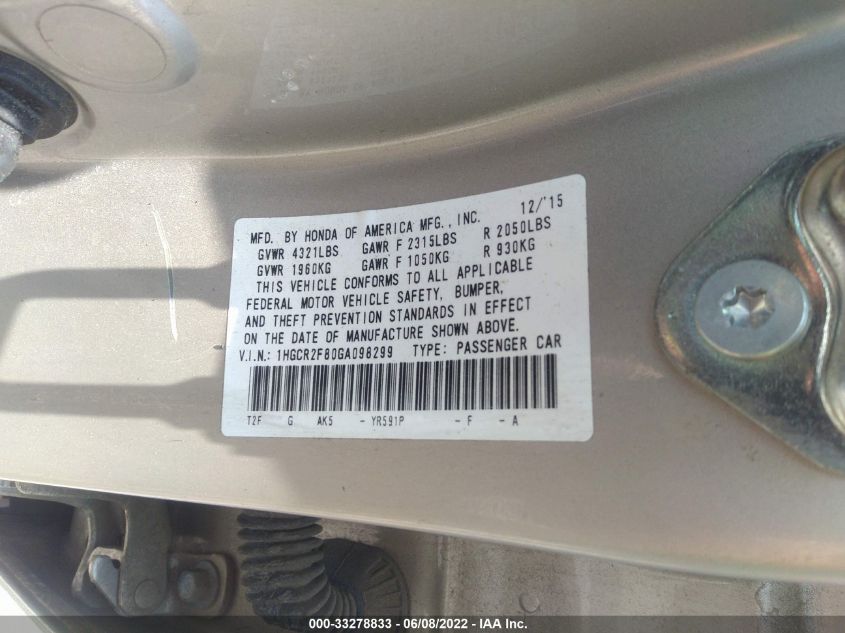 MFD. BY HONDA OF AMERICA MFG., INC. 12/'15
GVWR 4321LBS GAWR F 2315LBS R 2050LBS
GVWR 1960KG GAWR F 1050KG R 930KG
THIS VEHICLE CONFORMS TO ALL APPLICABLE
FEDERAL MOTOR VEHICLE SAFETY, BUMPER,
AND THEFT PREVENTION STANDARDS IN EFFECT
ON THE DATE OF MANUFACTURE SHOWN ABOVE.
V.I.N.: 1HGCR2F80GA098299 TYPE: PASSENGER CAR
T2F G AK5 - YR591P - F - A
000-33278833 - 06/08/2022 - IAA Inc.